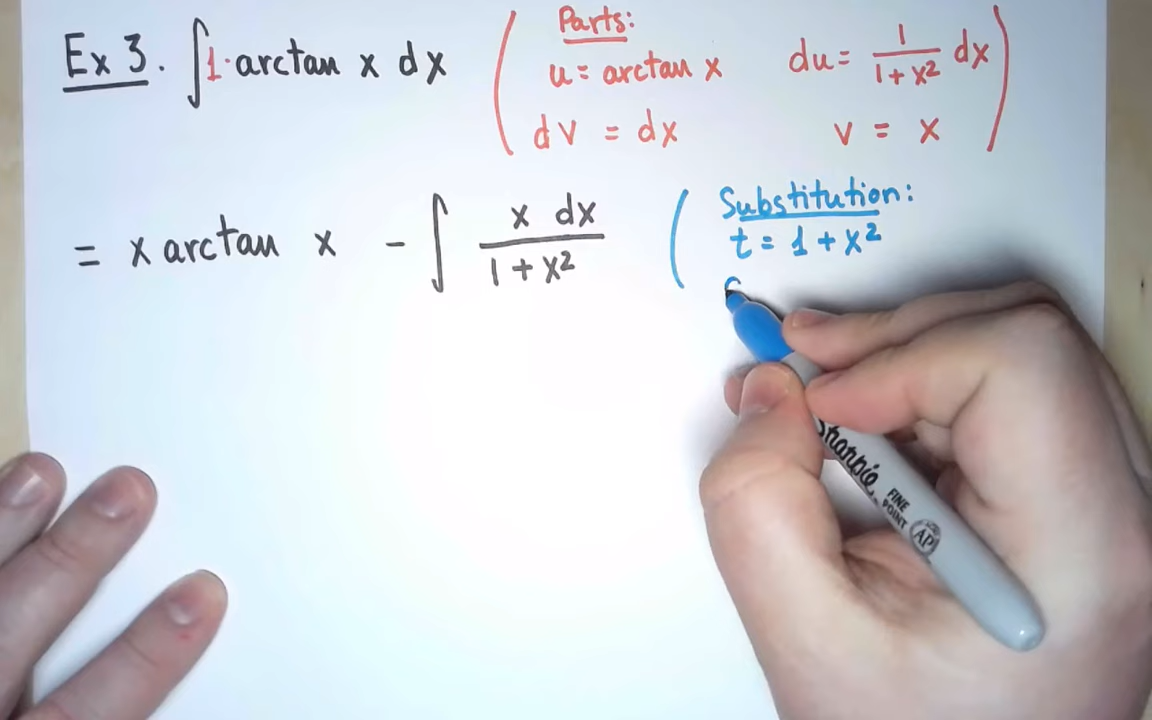 Ex 3. ∫1·arctan x dx
Parts:
u = arctan x du = 1/(1+x²) dx
dv = dx v = x
= x arctan x - ∫ x dx/(1+x²)
Substitution:
t = 1 + x²
Sharpie
FINE POINT
AP